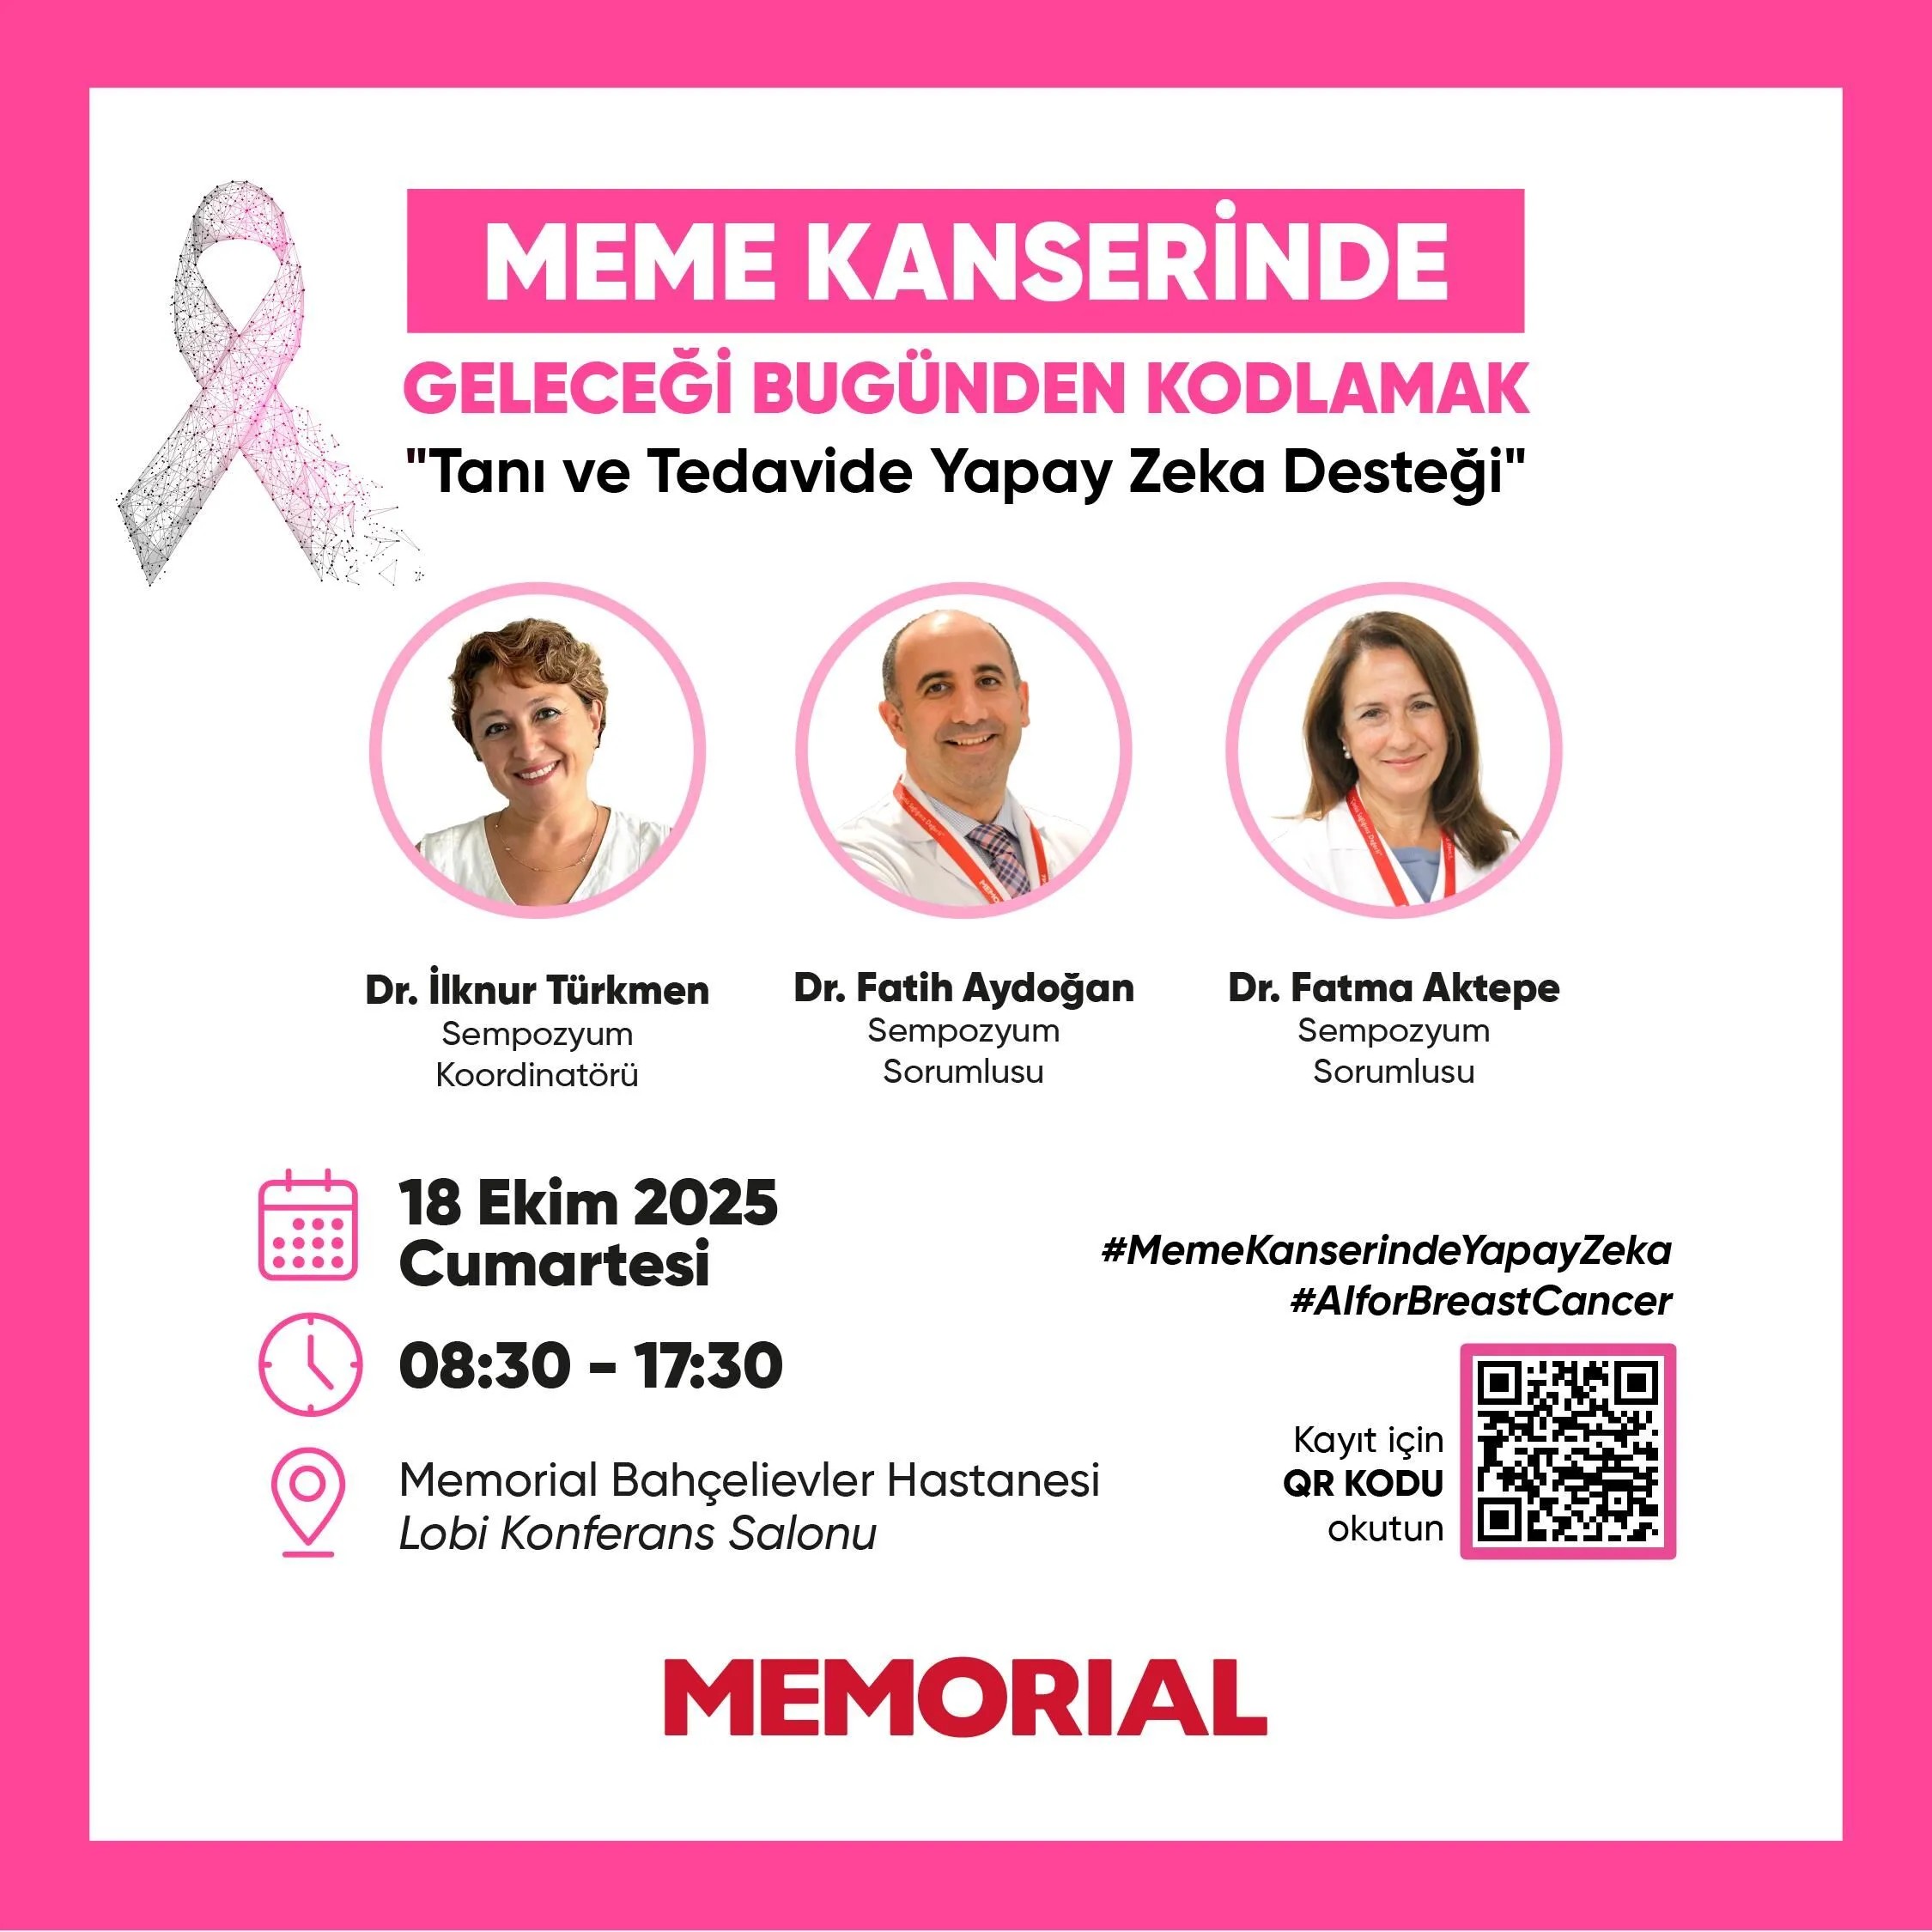 MEME KANSERİNDE
GELECEĞİ BUGÜNDEN KODLAMAK
"Tanı ve Tedavide Yapay Zeka Desteği"
Dr. İlknur Türkmen
Sempozyum
Koordinatörü
Dr. Fatih Aydoğan
Sempozyum
Sorumlusu
Dr. Fatma Aktepe
Sempozyum
Sorumlusu
18 Ekim 2025
Cumartesi
08:30 - 17:30
Memorial Bahçelievler Hastanesi
Lobi Konferans Salonu
#MemeKanserindeYapayZeka
#AIforBreastCancer
Kayıt için
QR KODU
okutun
MEMORIAL